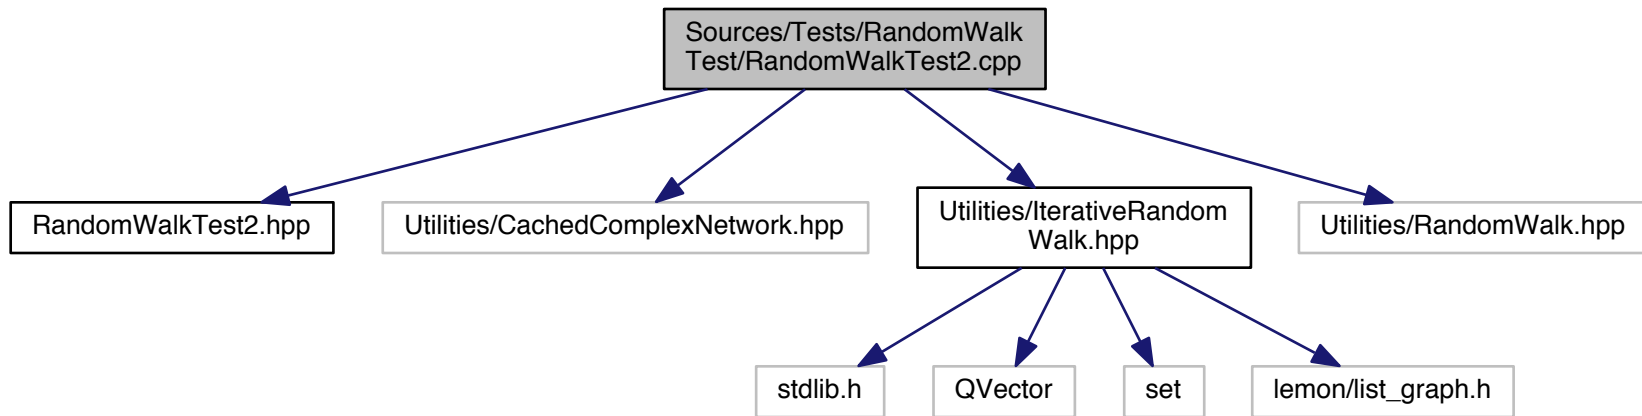 Sources/Tests/RandomWalk
Test/RandomWalkTest2.cpp
RandomWalkTest2.hpp
Utilities/CachedComplexNetwork.hpp
Utilities/IterativeRandom
Walk.hpp
Utilities/RandomWalk.hpp
stdlib.h
QVector
set
lemon/list_graph.h